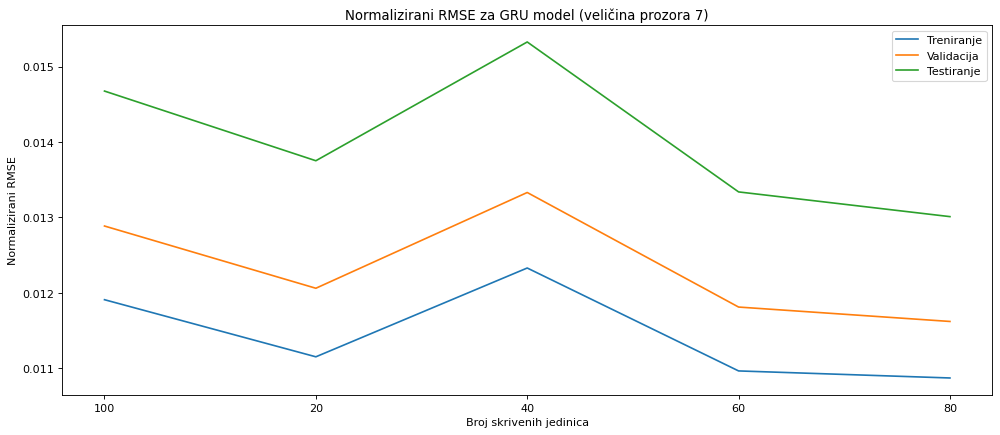 Normalizirani RMSE za GRU model (veličina prozora 7)
Treniranje
Validacija
Testiranje
Normalizirani RMSE
0.015
0.014
0.013
0.012
0.011
100 20 40 60 80
Broj skrivenih jedinica